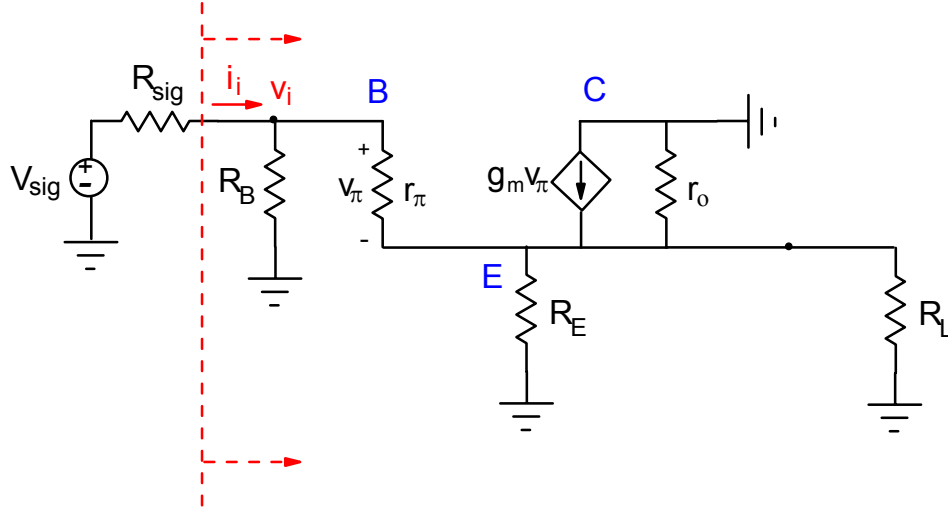 R_sig
i_i
v_i
B
C
V_sig
+
-
R_B
+
v_π
-
r_π
g_m v_π
r_o
E
R_E
R_L